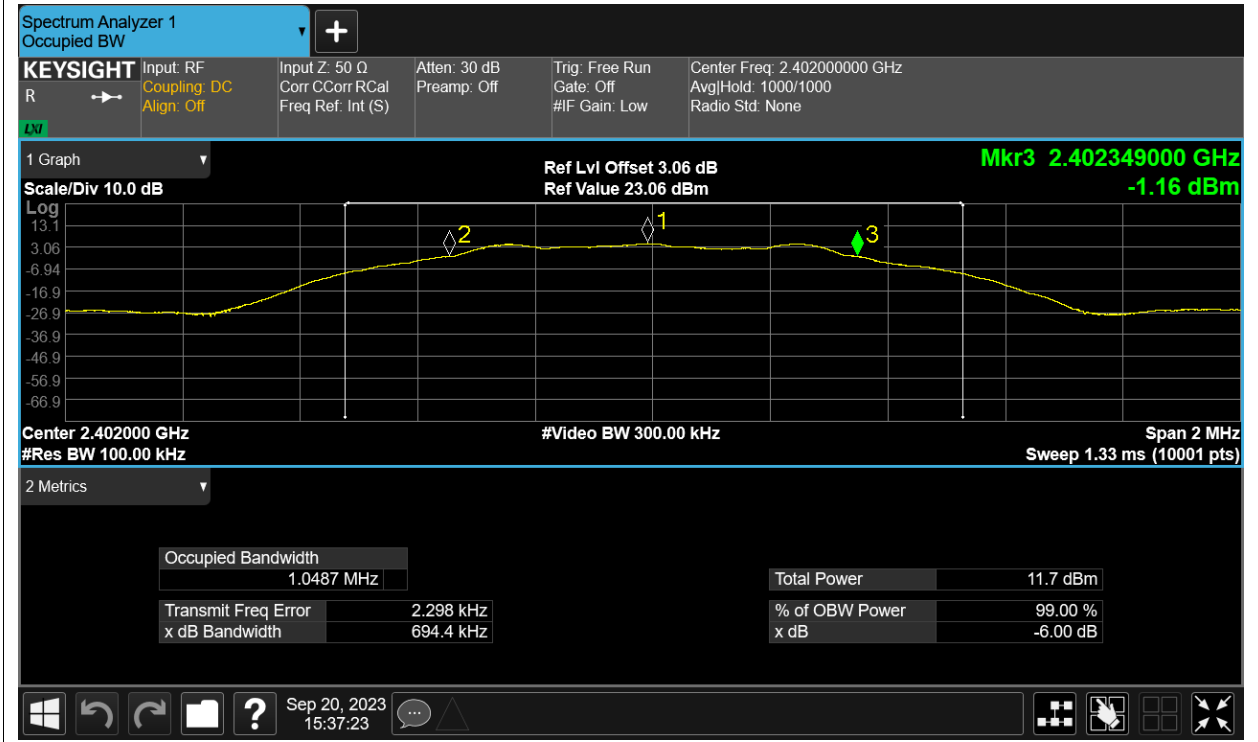 Spectrum Analyzer 1
Occupied BW
KEYSIGHT
R
LXI
Input: RF
Coupling: DC
Align: Off
Input Z: 50 Ω
Corr CCorr RCal
Freq Ref: Int (S)
Atten: 30 dB
Preamp: Off
Trig: Free Run
Gate: Off
#IF Gain: Low
Center Freq: 2.402000000 GHz
Avg|Hold: 1000/1000
Radio Std: None
1 Graph
Scale/Div 10.0 dB
Ref Lvl Offset 3.06 dB
Ref Value 23.06 dBm
Mkr3 2.402349000 GHz
-1.16 dBm
Log
13.1
3.06
-6.94
-16.9
-26.9
-36.9
-46.9
-56.9
-66.9
2
1
3
Center 2.402000 GHz
#Res BW 100.00 kHz
#Video BW 300.00 kHz
Span 2 MHz
Sweep 1.33 ms (10001 pts)
2 Metrics
Occupied Bandwidth
1.0487 MHz
Transmit Freq Error 2.298 kHz
x dB Bandwidth 694.4 kHz
Total Power 11.7 dBm
% of OBW Power 99.00 %
x dB -6.00 dB
?
Sep 20, 2023
15:37:23